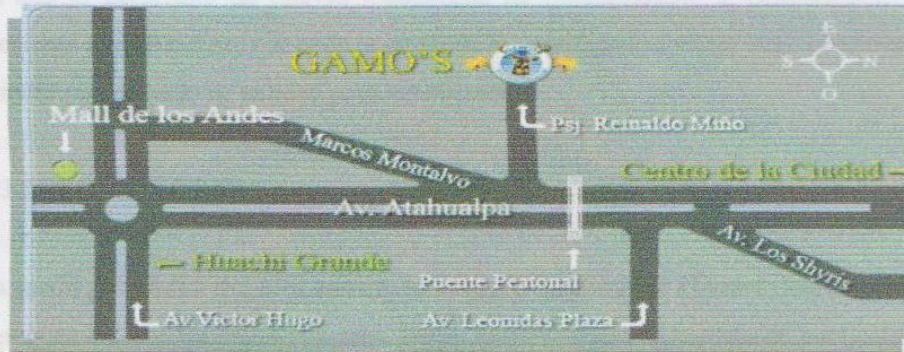 GAMO'S
S N
O
Mall de los Andes
Psj. Reinaldo Miño
Marcos Montalvo
Centro de la Ciudad
Av. Atahualpa
Av. Los Shyris
Huachi Grande
Puente Peatonal
Av. Victor Hugo
Av. Leonidas Plaza